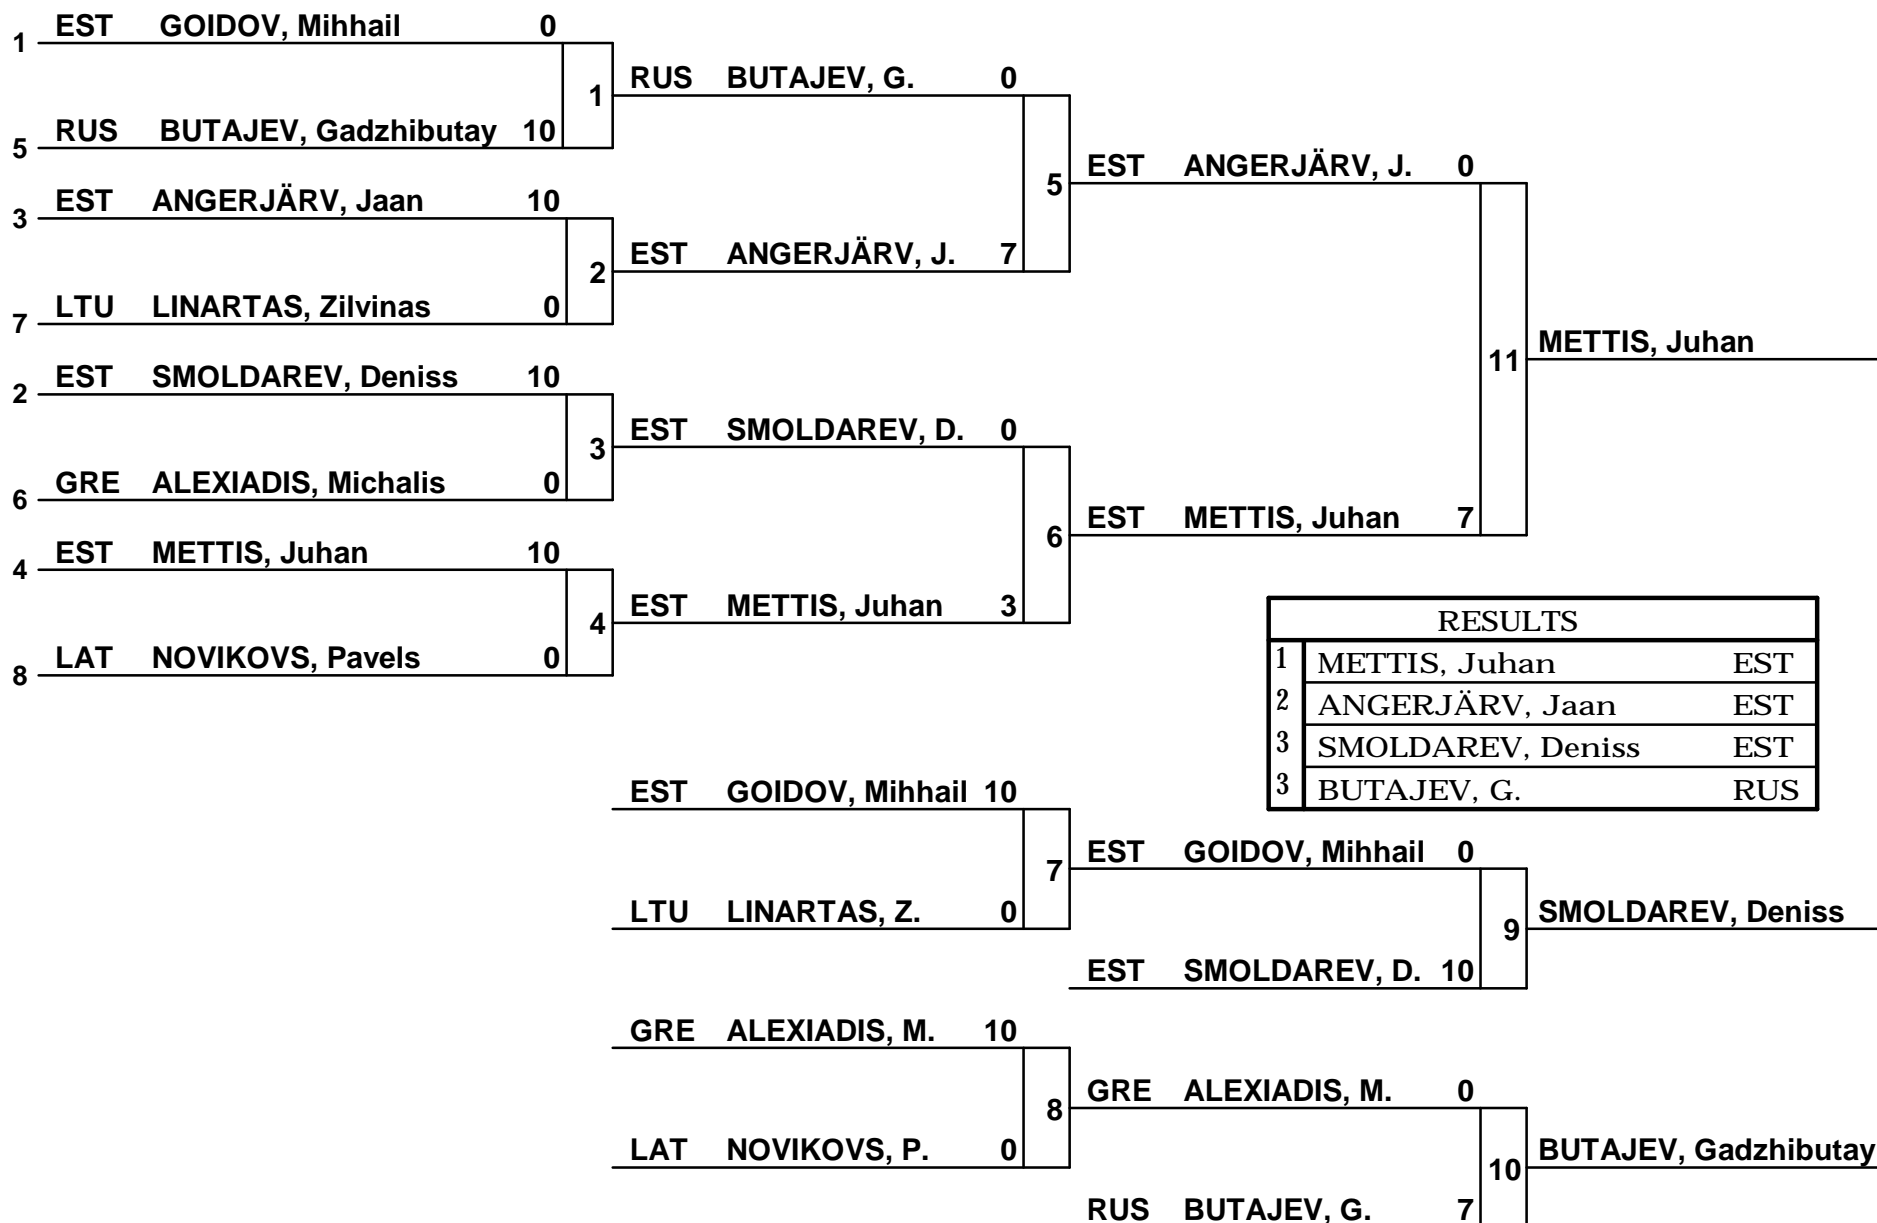 1 EST GOIDOV, Mihhail 0
1
5 RUS BUTAJEV, Gadzhibutay 10
3 EST ANGERJÄRV, Jaan 10
2
7 LTU LINARTAS, Zilvinas 0
2 EST SMOLDAREV, Deniss 10
3
6 GRE ALEXIADIS, Michalis 0
4 EST METTIS, Juhan 10
4
8 LAT NOVIKOVS, Pavels 0
RUS BUTAJEV, G. 0
5
EST ANGERJÄRV, J. 7
EST SMOLDAREV, D. 0
6
EST METTIS, Juhan 3
EST ANGERJÄRV, J. 0
11
EST METTIS, Juhan 7
METTIS, Juhan
RESULTS
1 METTIS, Juhan EST
2 ANGERJÄRV, Jaan EST
3 SMOLDAREV, Deniss EST
3 BUTAJEV, G. RUS
EST GOIDOV, Mihhail 10
7
LTU LINARTAS, Z. 0
EST GOIDOV, Mihhail 0
9
EST SMOLDAREV, D. 10
SMOLDAREV, Deniss
GRE ALEXIADIS, M. 10
8
LAT NOVIKOVS, P. 0
GRE ALEXIADIS, M. 0
10
RUS BUTAJEV, G. 7
BUTAJEV, Gadzhibutay